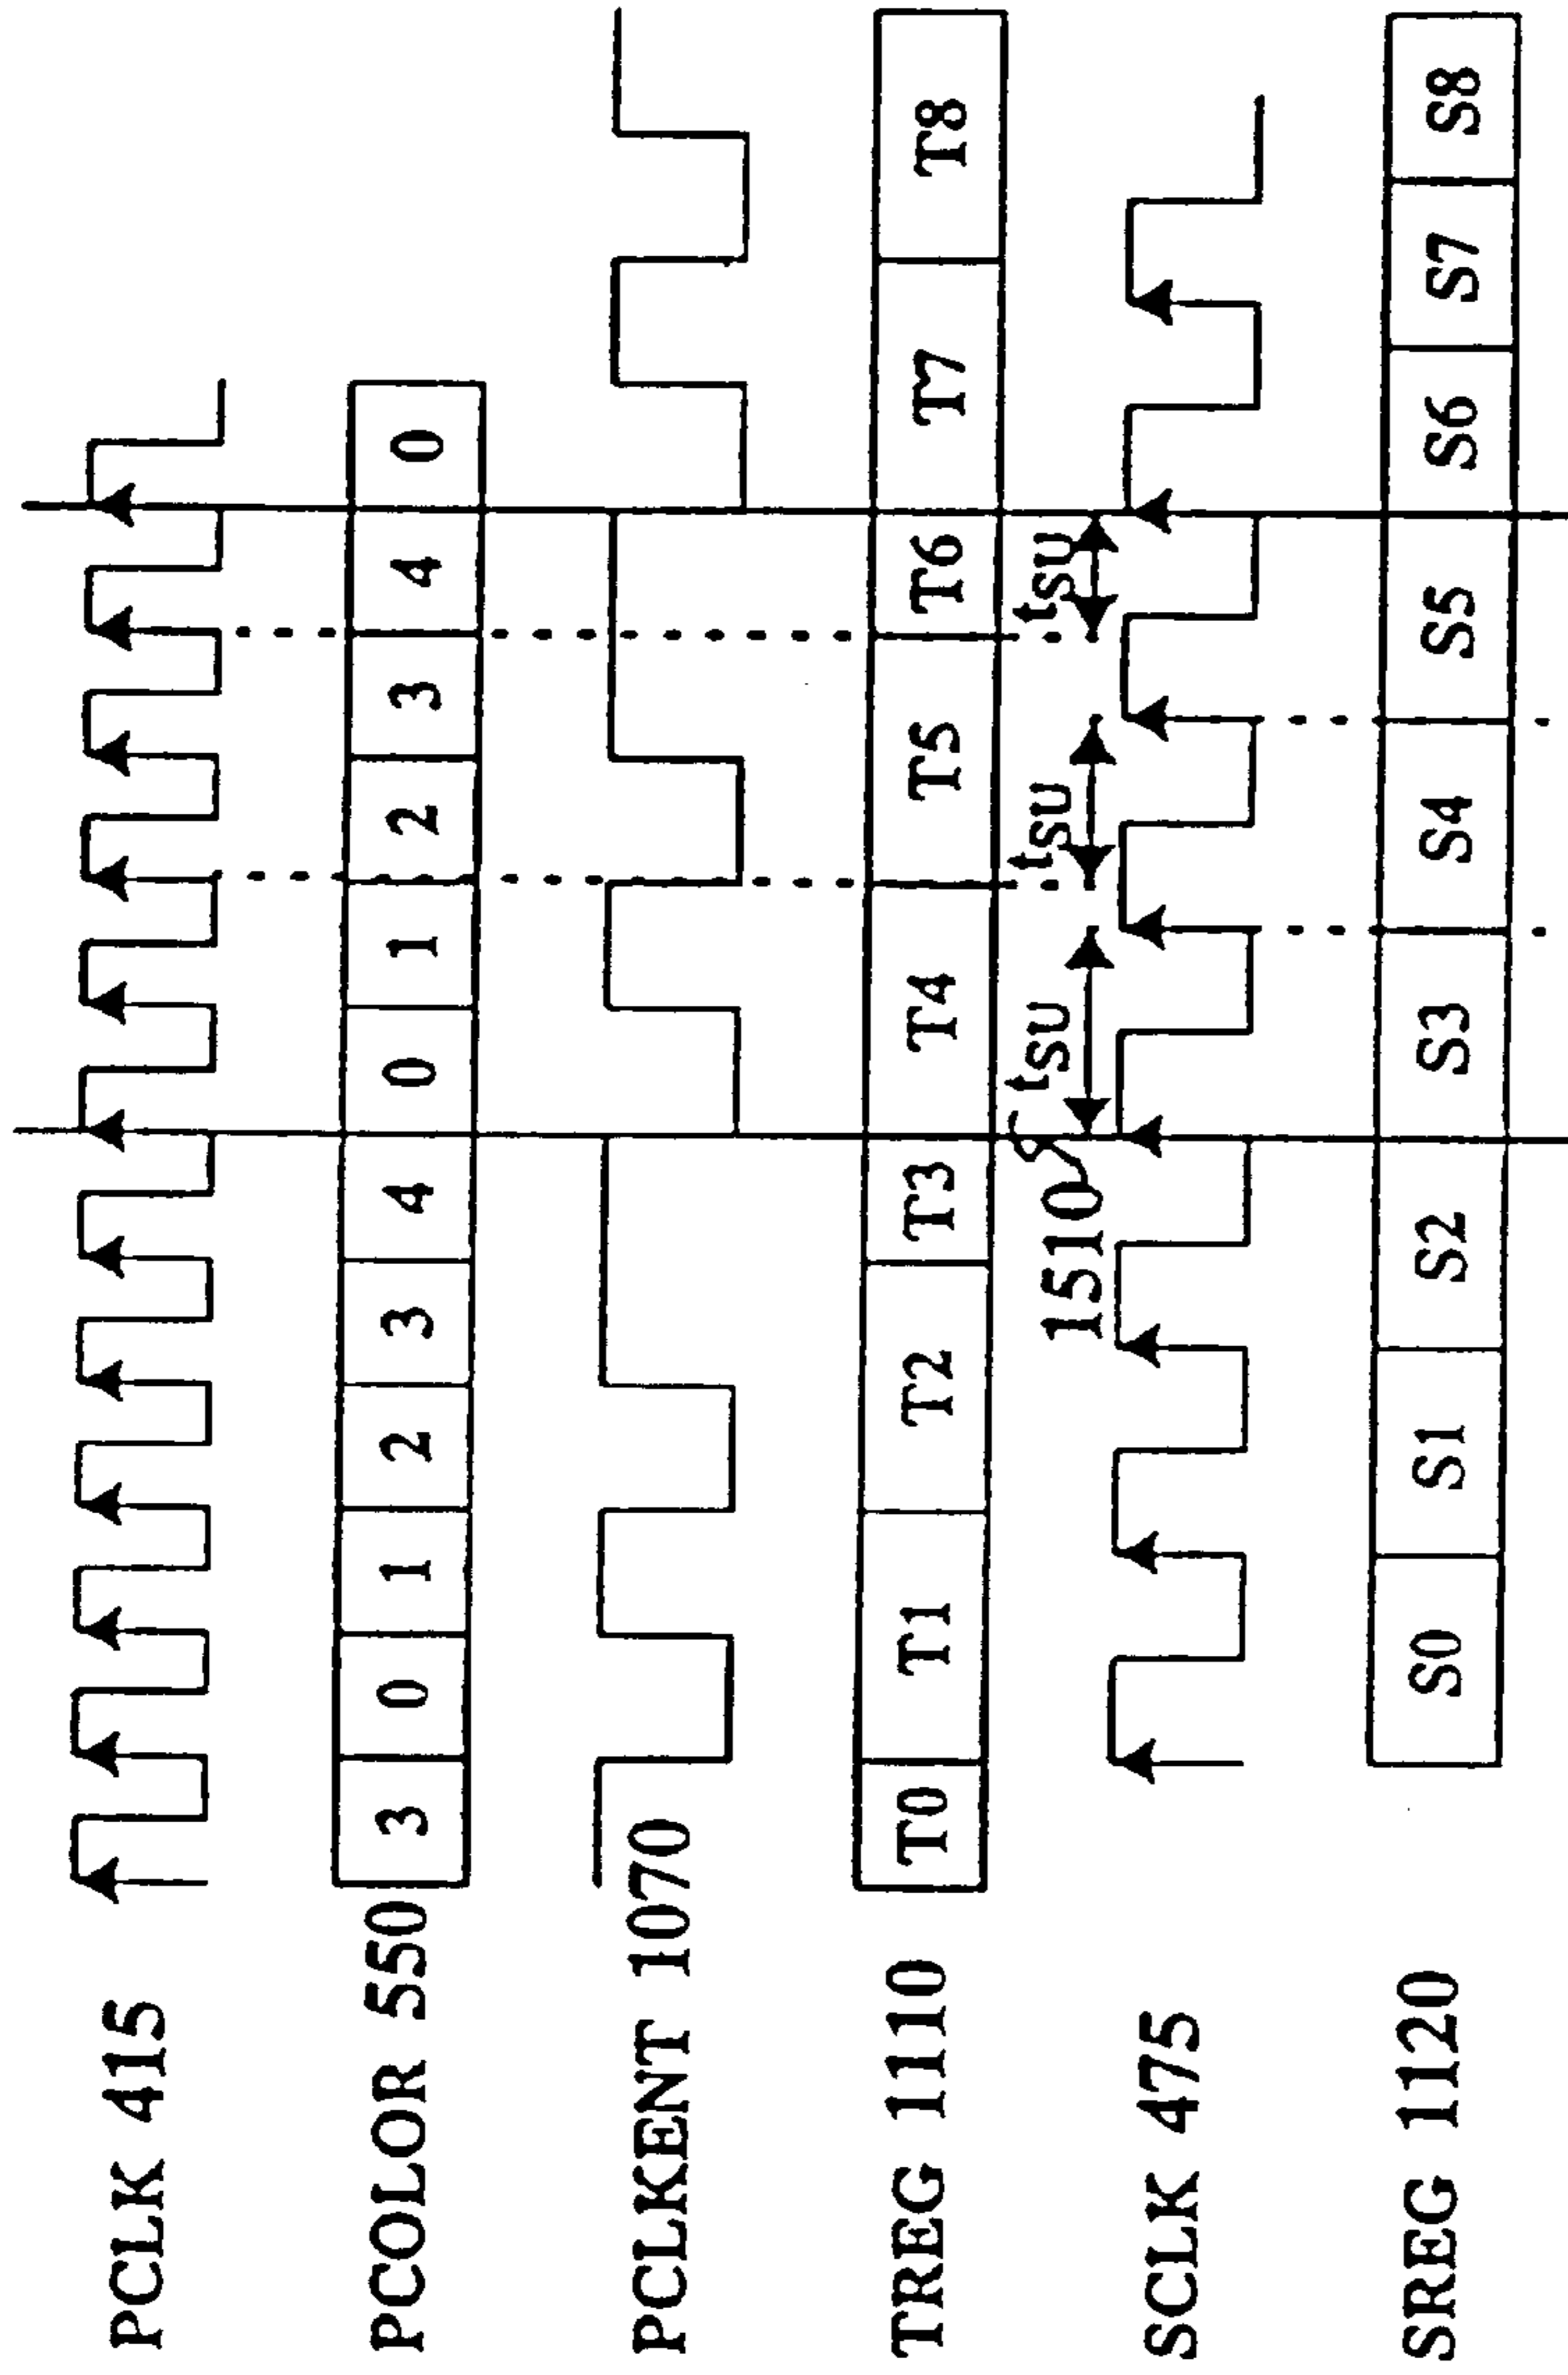 PCLK 415
PCOLOR 550 3 0 1 2 3 4 0 1 2 3 4 0
PCLKENT 1070
TREG 1110 T0 T1 T2 T3 T4 T5 T6 T7 T8
1510 tSU tSU tSU
SCLK 475
SREG 1120 S0 S1 S2 S3 S4 S5 S6 S7 S8